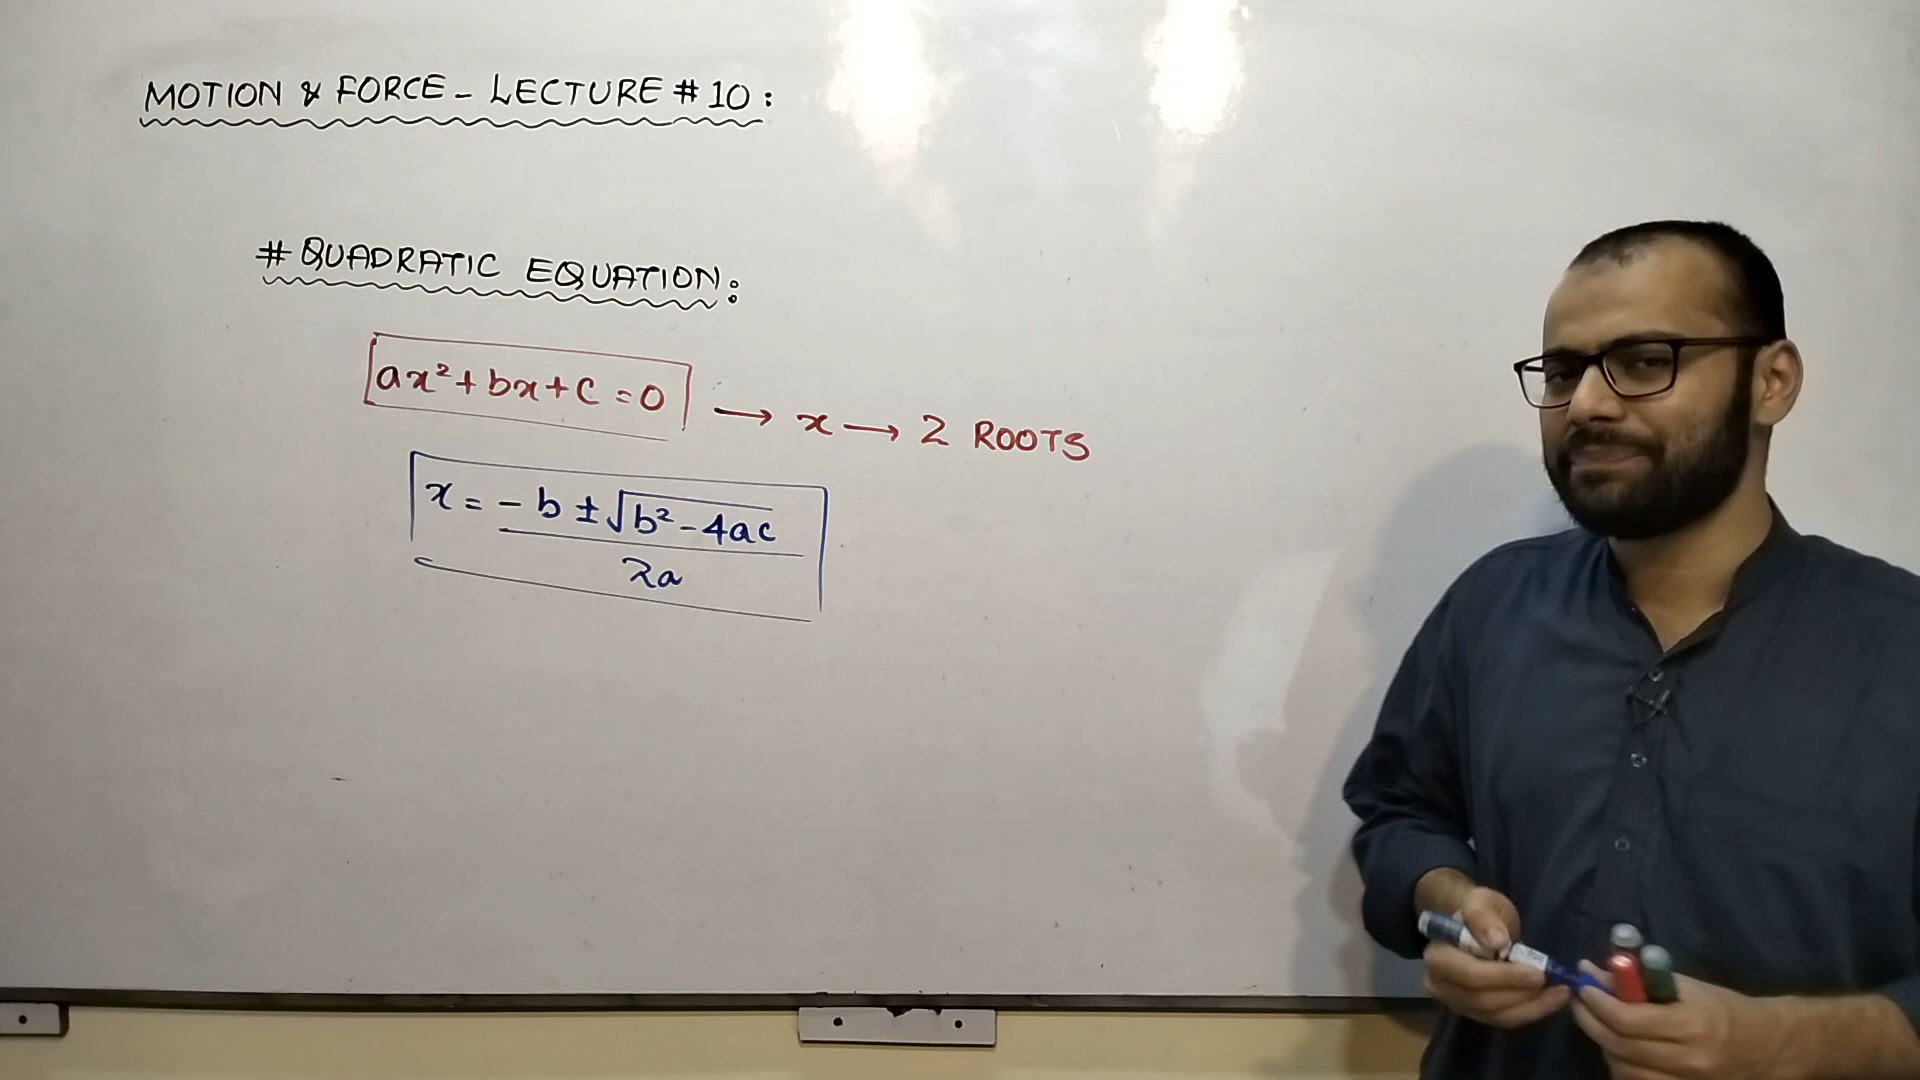 MOTION & FORCE - LECTURE # 10 :
# QUADRATIC EQUATION :
ax² + bx + c = 0 → x → 2 ROOTS
x = -b ± √b² - 4ac
2a